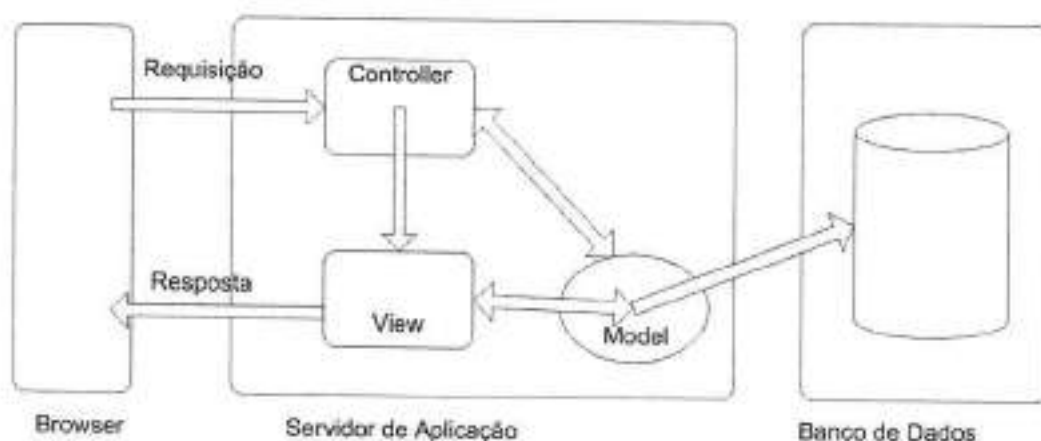 Requisição
Controller
Resposta
View
Model
Browser
Servidor de Aplicação
Banco de Dados